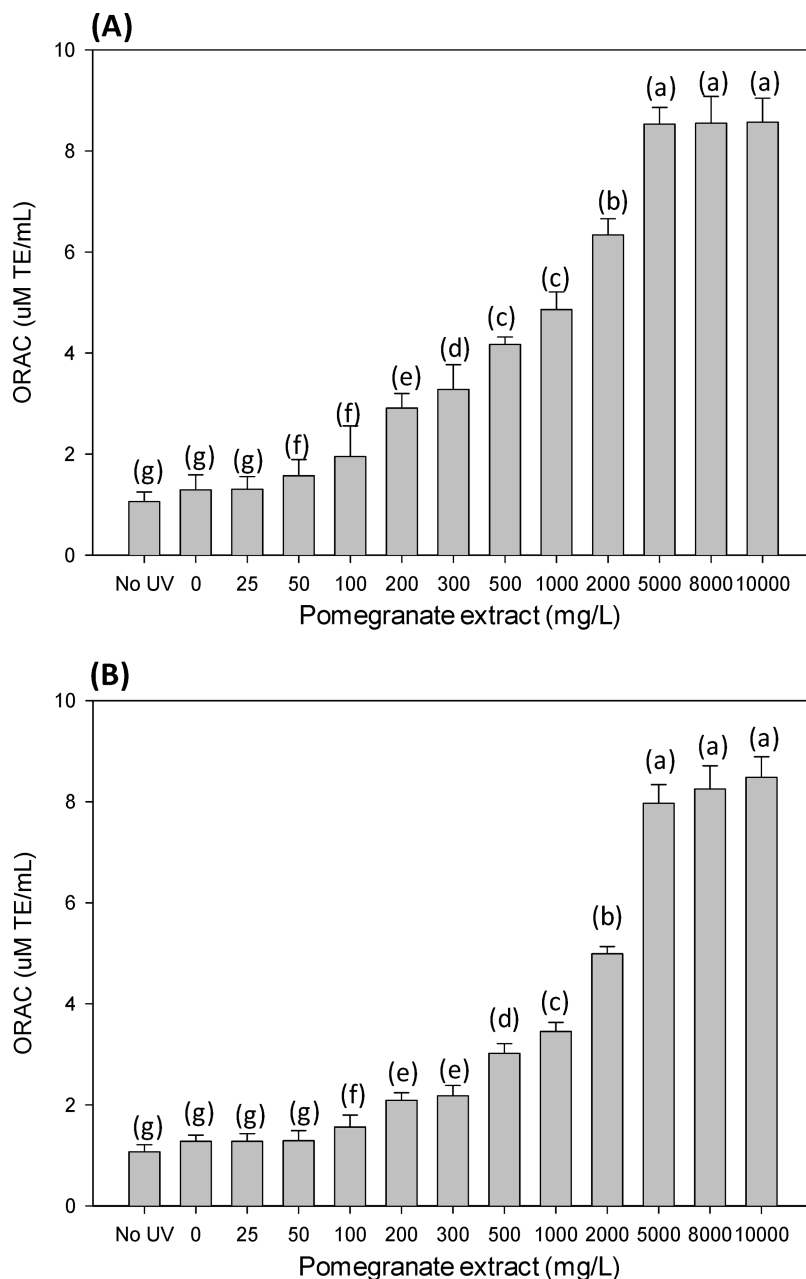 (A)
10
(a) (a) (a)
8
(b)
6
(c)
(c)
ORAC (uM TE/mL)
4
(d)
(e)
(f)
(f)
2
(g) (g) (g)
0
No UV 0 25 50 100 200 300 500 1000 2000 5000 8000 10000
Pomegranate extract (mg/L)
(B)
10
(a) (a) (a)
8
(b)
6
ORAC (uM TE/mL)
4
(d) (c)
(e) (e)
(f)
2
(g) (g) (g) (g)
0
No UV 0 25 50 100 200 300 500 1000 2000 5000 8000 10000
Pomegranate extract (mg/L)